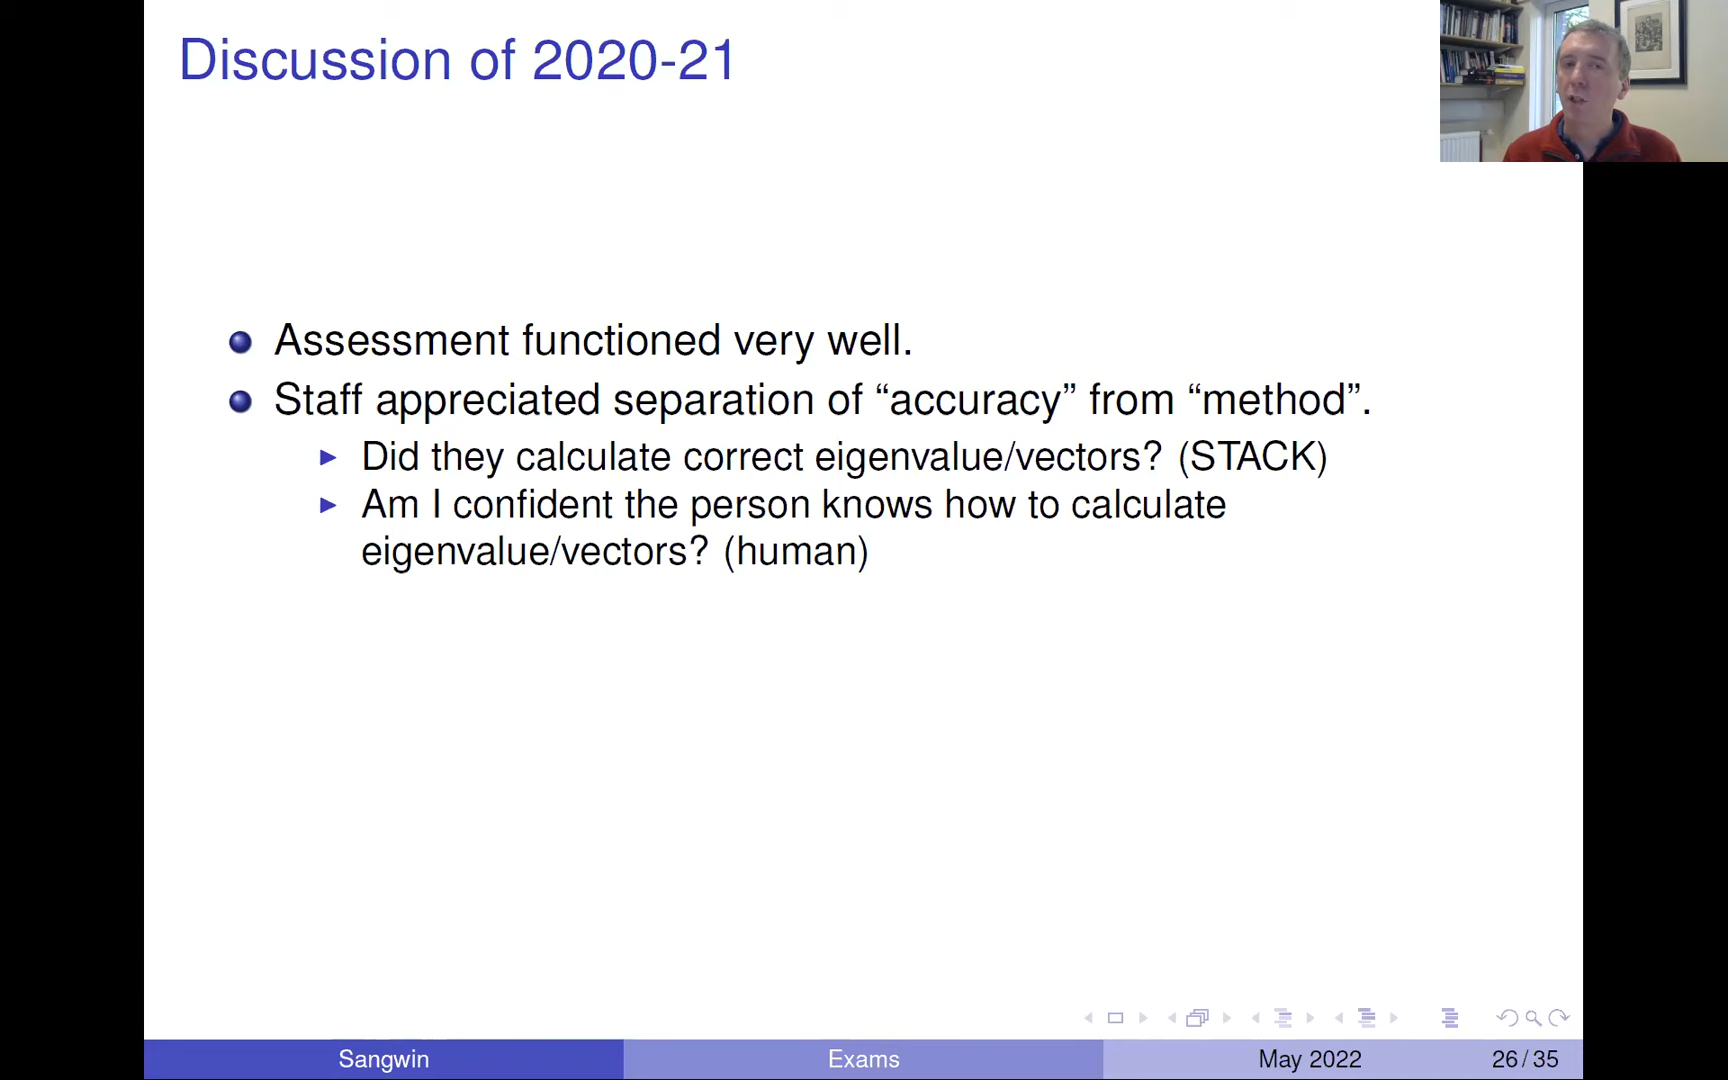 Discussion of 2020-21
Assessment functioned very well.
Staff appreciated separation of “accuracy” from “method”.
Did they calculate correct eigenvalue/vectors? (STACK)
Am I confident the person knows how to calculate
eigenvalue/vectors? (human)
Sangwin
Exams
May 2022
26/35